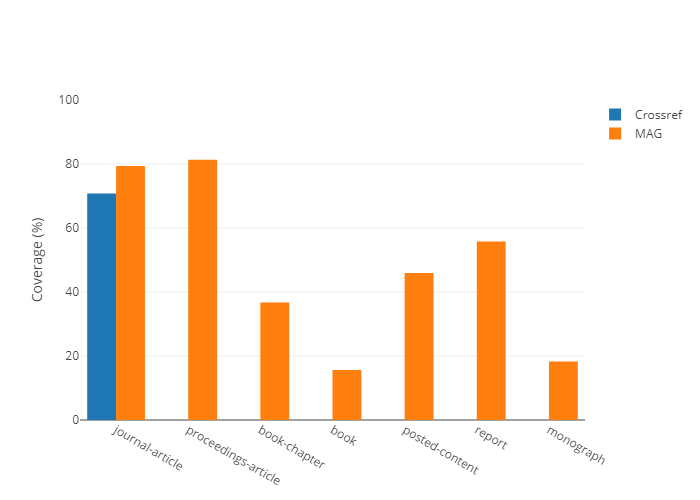 100
80
60
40
20
0
Coverage (%)
journal-article
proceedings-article
book-chapter
book
posted-content
report
monograph
Crossref
MAG